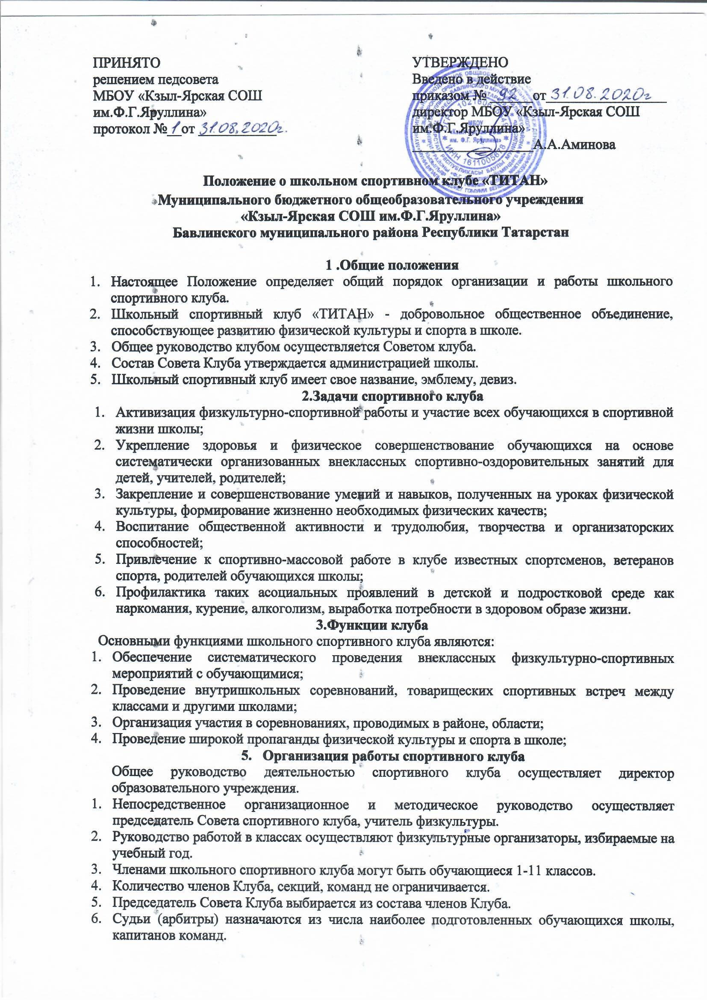 ПРИНЯТО
решением педсовета
МБОУ «Кзыл-Ярская СОШ
им.Ф.Г.Яруллина»
протокол № 1 от 31.08.2020г.
УТВЕРЖДЕНО
Введено в действие
приказом № 92 от 31.08.2020г
директор МБОУ «Кзыл-Ярская СОШ
им.Ф.Г.Яруллина»
А.А.Аминова
МБОУ
«Кзыл-Ярская СОШ
им. Ф.Г. Яруллина»
ИНН 1611005678
Положение о школьном спортивном клубе «ТИТАН»
Муниципального бюджетного общеобразовательного учреждения
«Кзыл-Ярская СОШ им.Ф.Г.Яруллина»
Бавлинского муниципального района Республики Татарстан
1 .Общие положения
1. Настоящее Положение определяет общий порядок организации и работы школьного
спортивного клуба.
2. Школьный спортивный клуб «ТИТАН» - добровольное общественное объединение,
способствующее развитию физической культуры и спорта в школе.
3. Общее руководство клубом осуществляется Советом клуба.
4. Состав Совета Клуба утверждается администрацией школы.
5. Школьный спортивный клуб имеет свое название, эмблему, девиз.
2.Задачи спортивного клуба
1. Активизация физкультурно-спортивной работы и участие всех обучающихся в спортивной
жизни школы;
2. Укрепление здоровья и физическое совершенствование обучающихся на основе
систематически организованных внеклассных спортивно-оздоровительных занятий для
детей, учителей, родителей;
3. Закрепление и совершенствование умений и навыков, полученных на уроках физической
культуры, формирование жизненно необходимых физических качеств;
4. Воспитание общественной активности и трудолюбия, творчества и организаторских
способностей;
5. Привлечение к спортивно-массовой работе в клубе известных спортсменов, ветеранов
спорта, родителей обучающихся школы;
6. Профилактика таких асоциальных проявлений в детской и подростковой среде как
наркомания, курение, алкоголизм, выработка потребности в здоровом образе жизни.
3.Функции клуба
Основными функциями школьного спортивного клуба являются:
1. Обеспечение систематического проведения внеклассных физкультурно-спортивных
мероприятий с обучающимися;
2. Проведение внутришкольных соревнований, товарищеских спортивных встреч между
классами и другими школами;
3. Организация участия в соревнованиях, проводимых в районе, области;
4. Проведение широкой пропаганды физической культуры и спорта в школе;
5. Организация работы спортивного клуба
Общее руководство деятельностью спортивного клуба осуществляет директор
образовательного учреждения.
1. Непосредственное организационное и методическое руководство осуществляет
председатель Совета спортивного клуба, учитель физкультуры.
2. Руководство работой в классах осуществляют физкультурные организаторы, избираемые на
учебный год.
3. Членами школьного спортивного клуба могут быть обучающиеся 1-11 классов.
4. Количество членов Клуба, секций, команд не ограничивается.
5. Председатель Совета Клуба выбирается из состава членов Клуба.
6. Судьи (арбитры) назначаются из числа наиболее подготовленных обучающихся школы,
капитанов команд.